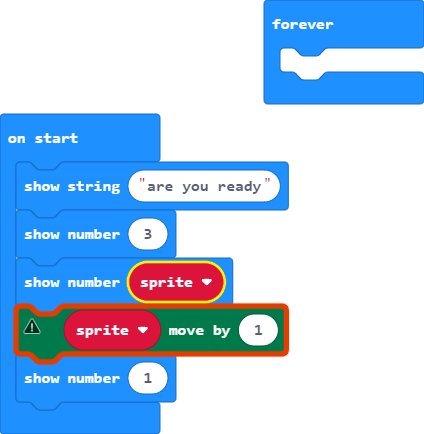 forever
on start
show string "are you ready"
show number 3
show number sprite
sprite move by 1
show number 1